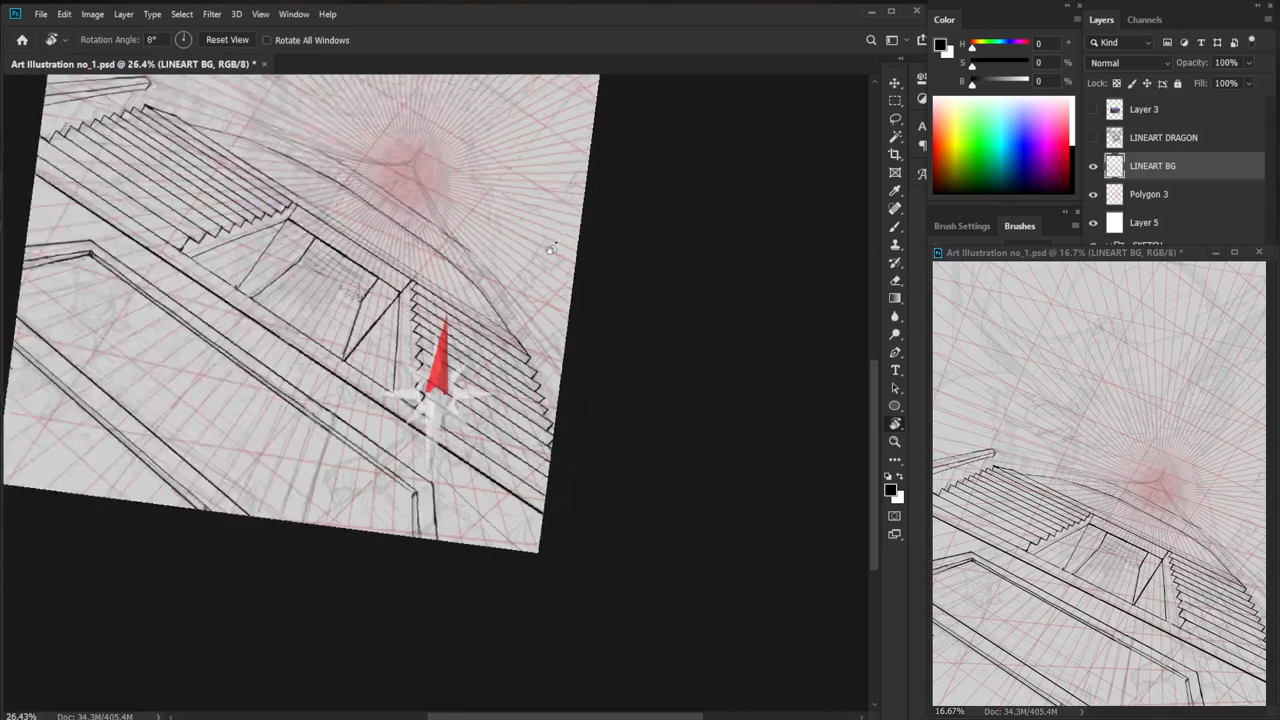 Ps File Edit Image Layer Type Select Filter 3D View Window Help
Rotation Angle: 8° Reset View Rotate All Windows
Art Illustration no_1.psd @ 26.4% (LINEART BG, RGB/8) * ×
Color
H 0 °
S 0 %
B 0 %
Brush Settings Brushes
Layers Channels
Kind
Normal Opacity: 100%
Lock: Fill: 100%
Layer 3
LINEART DRAGON
LINEART BG
Polygon 3
Layer 5
SKETCH
Ps Art Illustration no_1.psd @ 16.7% (LINEART BG, RGB/8) *
26.43% Doc: 34.3M/405.4M
16.67% Doc: 34.3M/405.4M